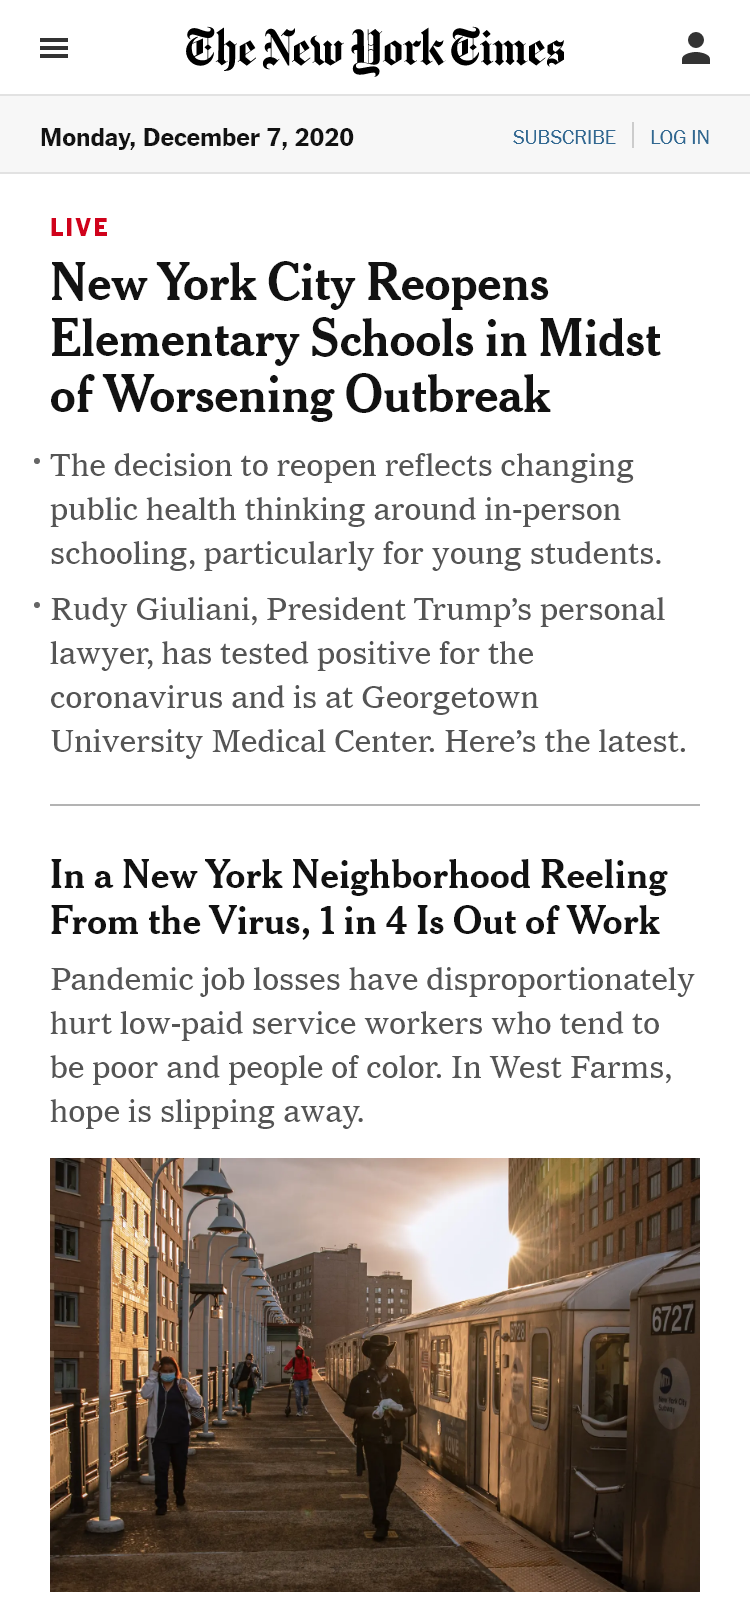 The New York Times
Monday, December 7, 2020
SUBSCRIBE
LOG IN
LIVE
New York City Reopens
Elementary Schools in Midst
of Worsening Outbreak
• The decision to reopen reflects changing
public health thinking around in-person
schooling, particularly for young students.
• Rudy Giuliani, President Trump’s personal
lawyer, has tested positive for the
coronavirus and is at Georgetown
University Medical Center. Here’s the latest.
In a New York Neighborhood Reeling
From the Virus, 1 in 4 Is Out of Work
Pandemic job losses have disproportionately
hurt low-paid service workers who tend to
be poor and people of color. In West Farms,
hope is slipping away.
6727
New York City
Subway